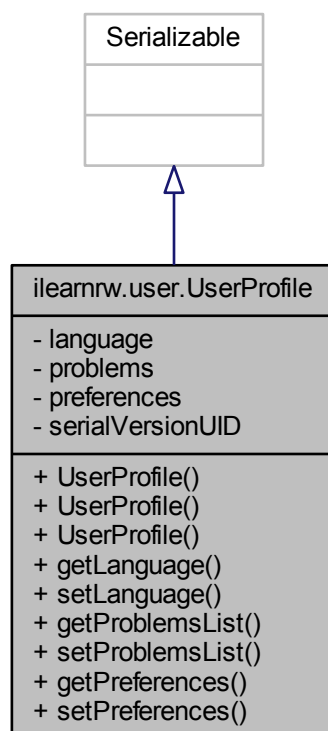 Serializable
ilearnrw.user.UserProfile
- language
- problems
- preferences
- serialVersionUID
+ UserProfile()
+ UserProfile()
+ UserProfile()
+ getLanguage()
+ setLanguage()
+ getProblemsList()
+ setProblemsList()
+ getPreferences()
+ setPreferences()